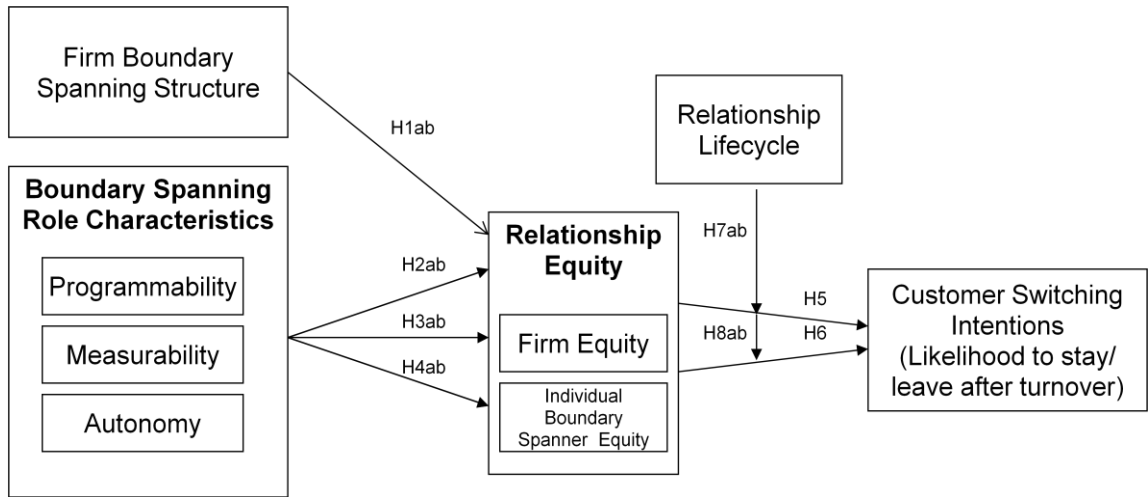 Firm Boundary
Spanning Structure
H1ab
Boundary Spanning
Role Characteristics
Programmability
Measurability
Autonomy
H2ab
H3ab
H4ab
Relationship
Equity
Firm Equity
Individual
Boundary
Spanner Equity
Relationship
Lifecycle
H7ab
H8ab
H5
H6
Customer Switching
Intentions
(Likelihood to stay/
leave after turnover)